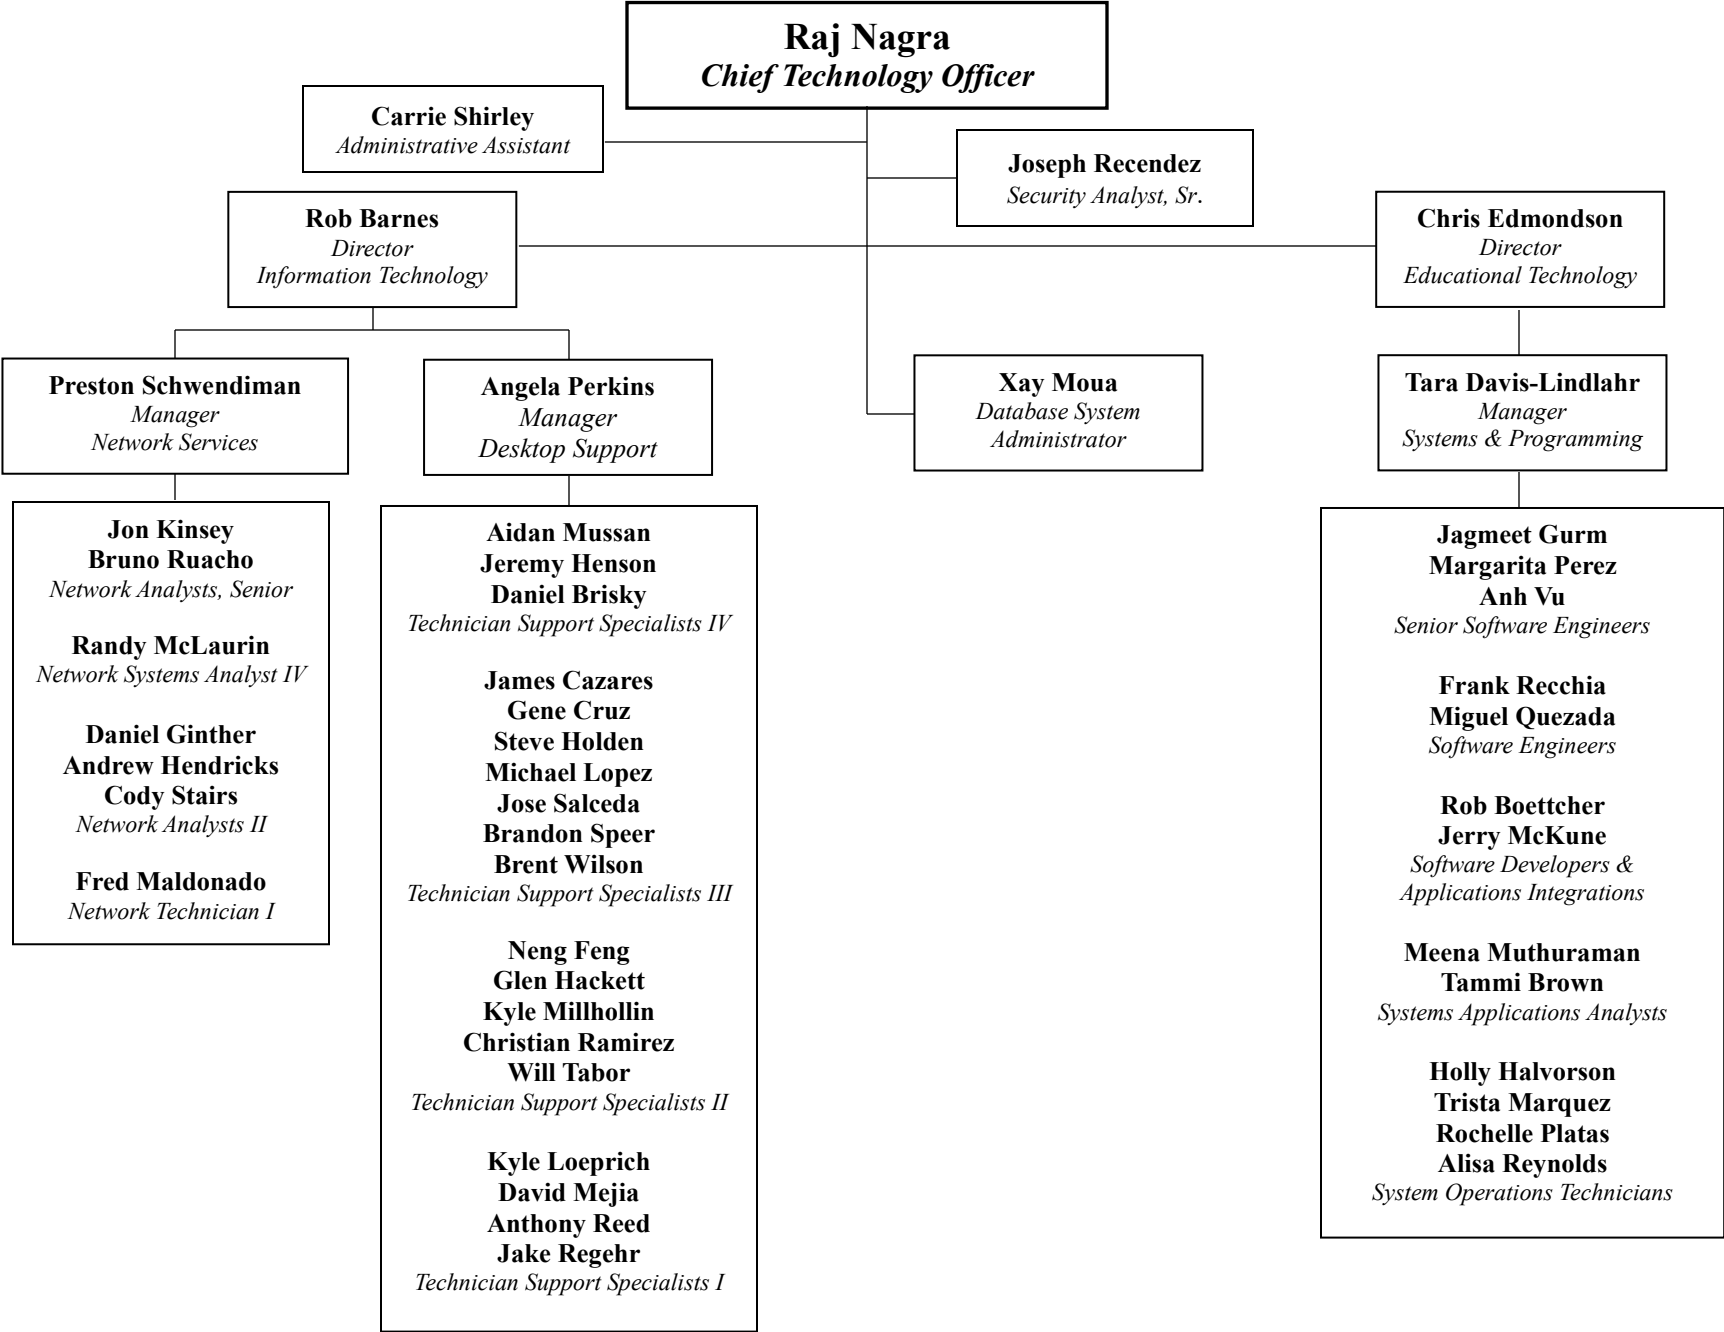 Raj Nagra
Chief Technology Officer
Carrie Shirley
Administrative Assistant
Joseph Recendez
Security Analyst, Sr.
Rob Barnes
Director
Information Technology
Chris Edmondson
Director
Educational Technology
Preston Schwendiman
Manager
Network Services
Angela Perkins
Manager
Desktop Support
Xay Moua
Database System
Administrator
Tara Davis-Lindlahr
Manager
Systems & Programming
Jon Kinsey
Bruno Ruacho
Network Analysts, Senior
Randy McLaurin
Network Systems Analyst IV
Daniel Ginther
Andrew Hendricks
Cody Stairs
Network Analysts II
Fred Maldonado
Network Technician I
Aidan Mussan
Jeremy Henson
Daniel Brisky
Technician Support Specialists IV
James Cazares
Gene Cruz
Steve Holden
Michael Lopez
Jose Salceda
Brandon Speer
Brent Wilson
Technician Support Specialists III
Neng Feng
Glen Hackett
Kyle Millhollin
Christian Ramirez
Will Tabor
Technician Support Specialists II
Kyle Loeprich
David Mejia
Anthony Reed
Jake Regehr
Technician Support Specialists I
Jagmeet Gurm
Margarita Perez
Anh Vu
Senior Software Engineers
Frank Recchia
Miguel Quezada
Software Engineers
Rob Boettcher
Jerry McKune
Software Developers &
Applications Integrations
Meena Muthuraman
Tammi Brown
Systems Applications Analysts
Holly Halvorson
Trista Marquez
Rochelle Platas
Alisa Reynolds
System Operations Technicians